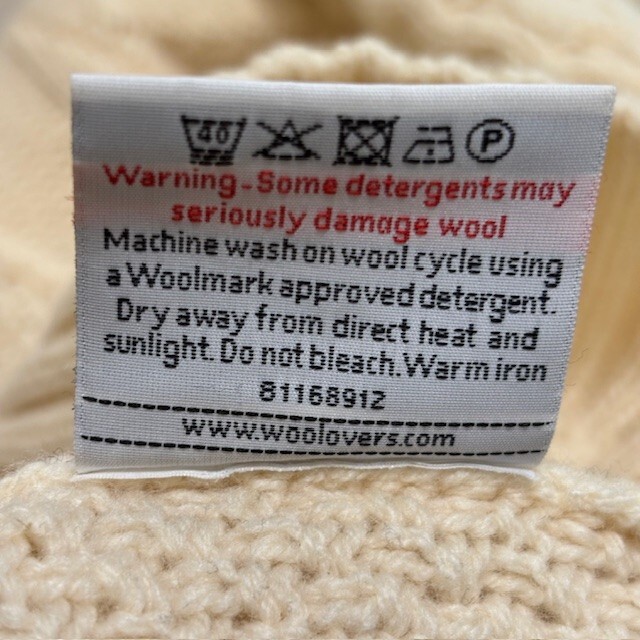 40 P
Warning-Some detergents may
seriously damage wool
Machine wash on wool cycle using
a Woolmark approved detergent.
Dry away from direct heat and
sunlight. Do not bleach. Warm iron
81168912
www.woolovers.com